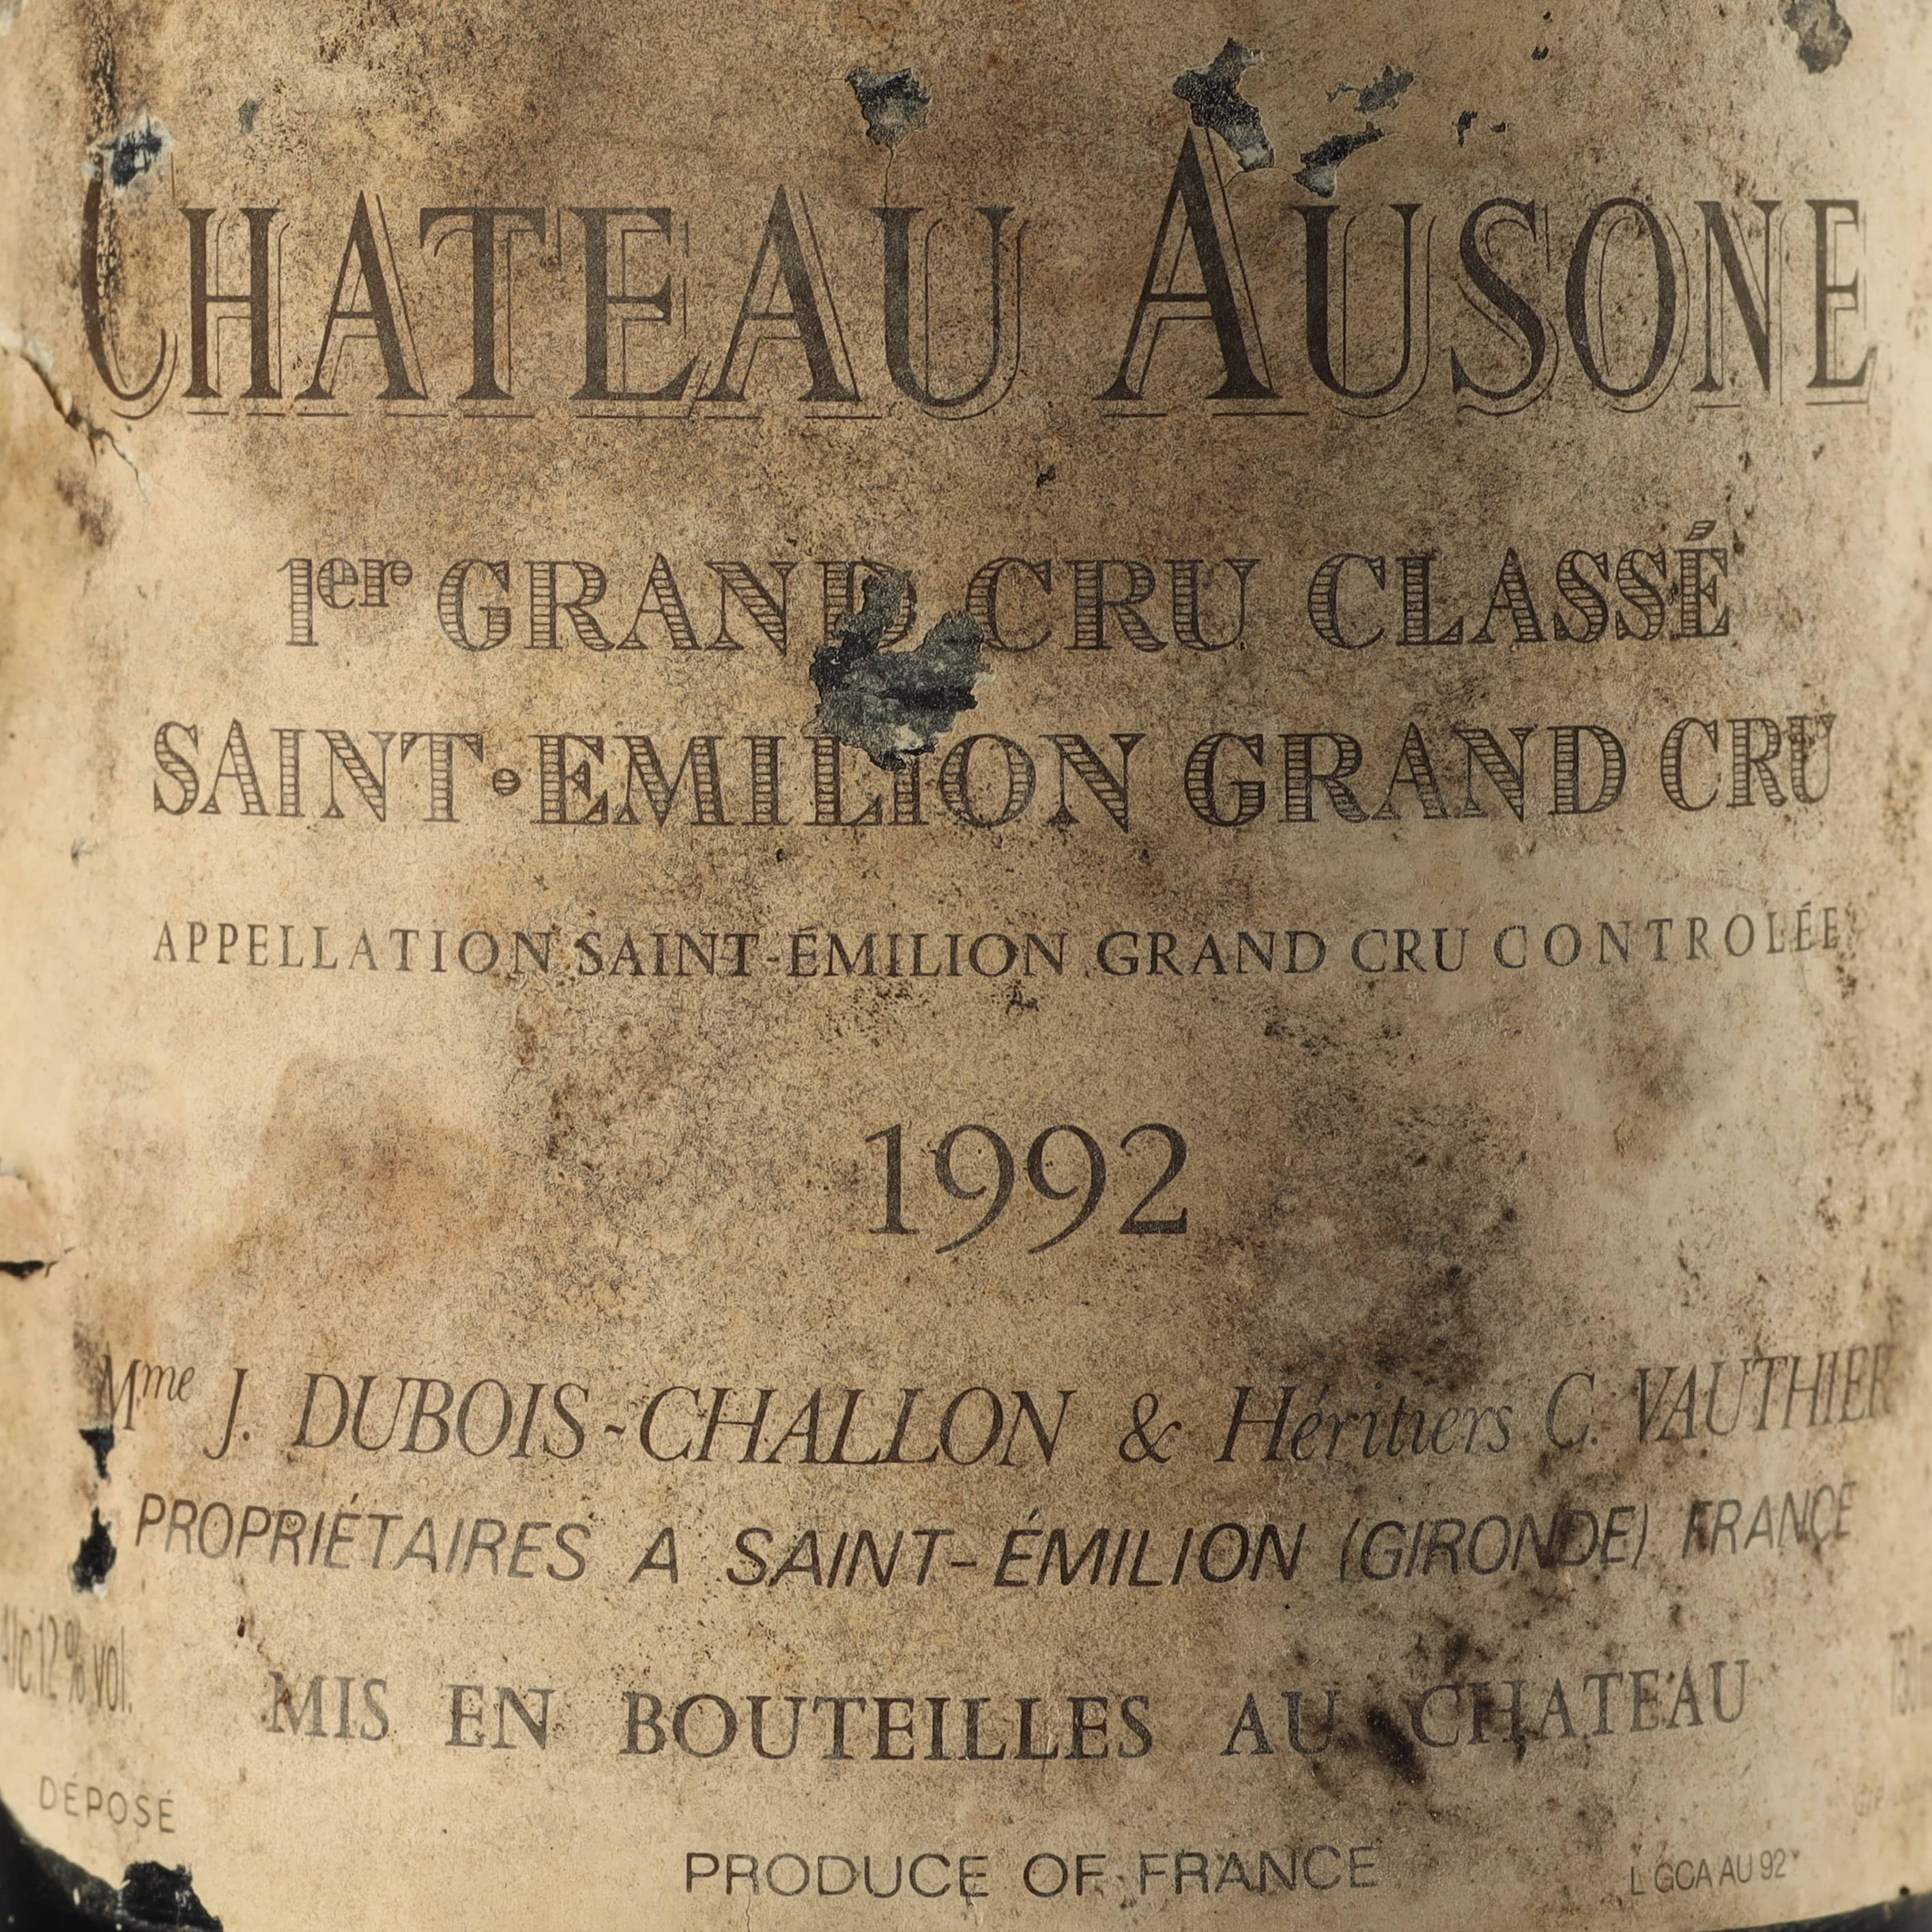 CHATEAU AUSONE
1er GRAND CRU CLASSÉ
SAINT-EMILION GRAND CRU
APPELLATION SAINT-ÉMILION GRAND CRU CONTROLÉE
1992
Mme J. DUBOIS-CHALLON & Héritiers C. VAUTHIER
PROPRIÉTAIRES A SAINT-ÉMILION (GIRONDE) FRANCE
Alc 12 % vol.
MIS EN BOUTEILLES AU CHATEAU
DÉPOSÉ
PRODUCE OF FRANCE
L GCA AU 92